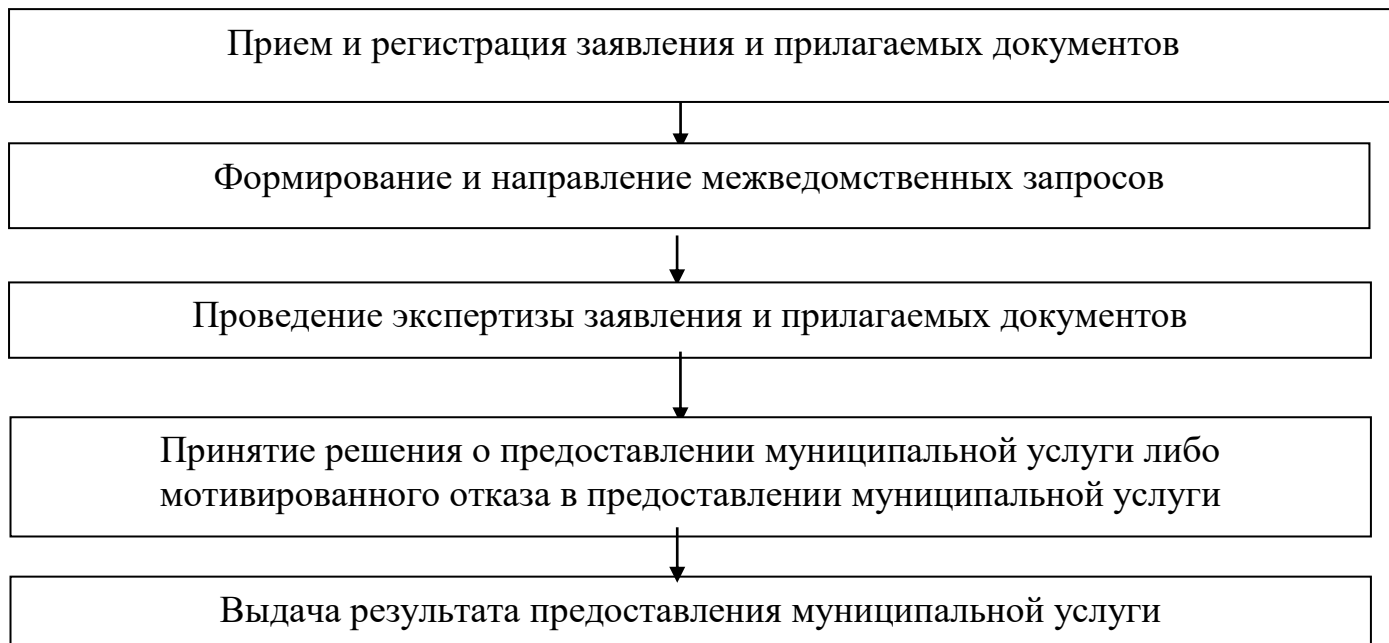 Прием и регистрация заявления и прилагаемых документов
Формирование и направление межведомственных запросов
Проведение экспертизы заявления и прилагаемых документов
Принятие решения о предоставлении муниципальной услуги либо
мотивированного отказа в предоставлении муниципальной услуги
Выдача результата предоставления муниципальной услуги